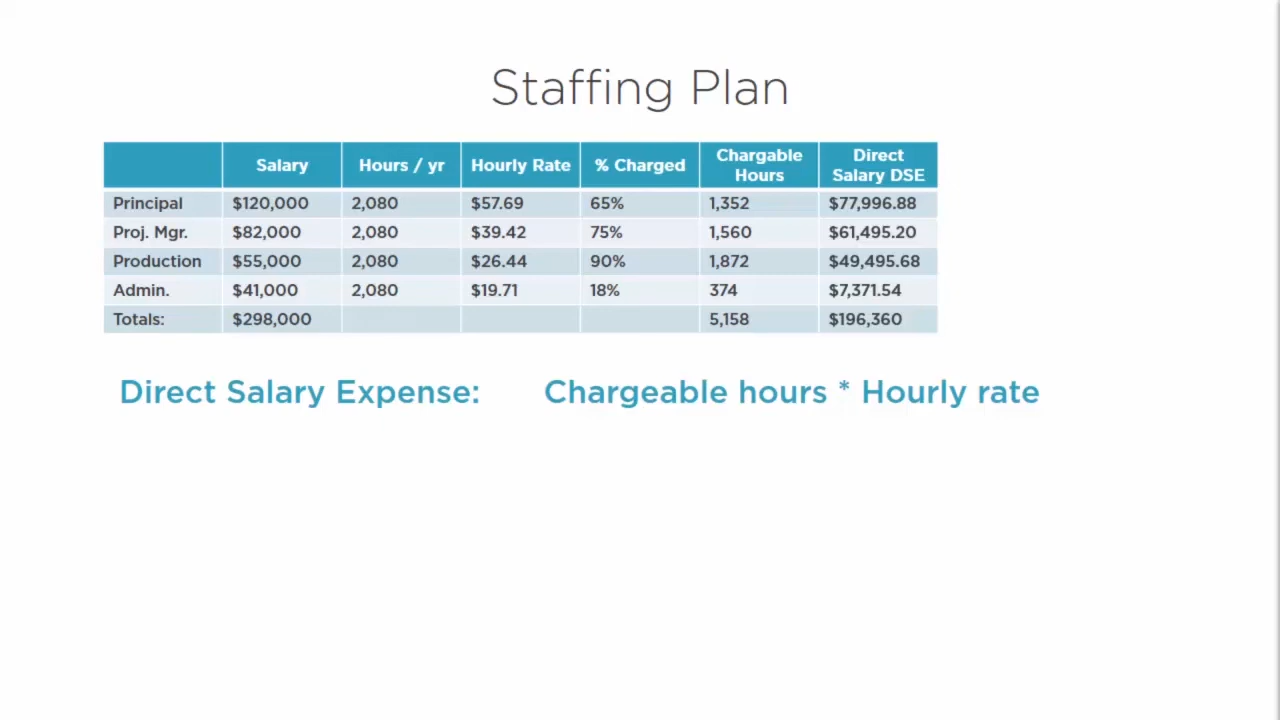 Staffing Plan
Salary Hours / yr Hourly Rate % Charged Chargable Hours Direct Salary DSE
Principal $120,000 2,080 $57.69 65% 1,352 $77,996.88
Proj. Mgr. $82,000 2,080 $39.42 75% 1,560 $61,495.20
Production $55,000 2,080 $26.44 90% 1,872 $49,495.68
Admin. $41,000 2,080 $19.71 18% 374 $7,371.54
Totals: $298,000 5,158 $196,360
Direct Salary Expense: Chargeable hours * Hourly rate